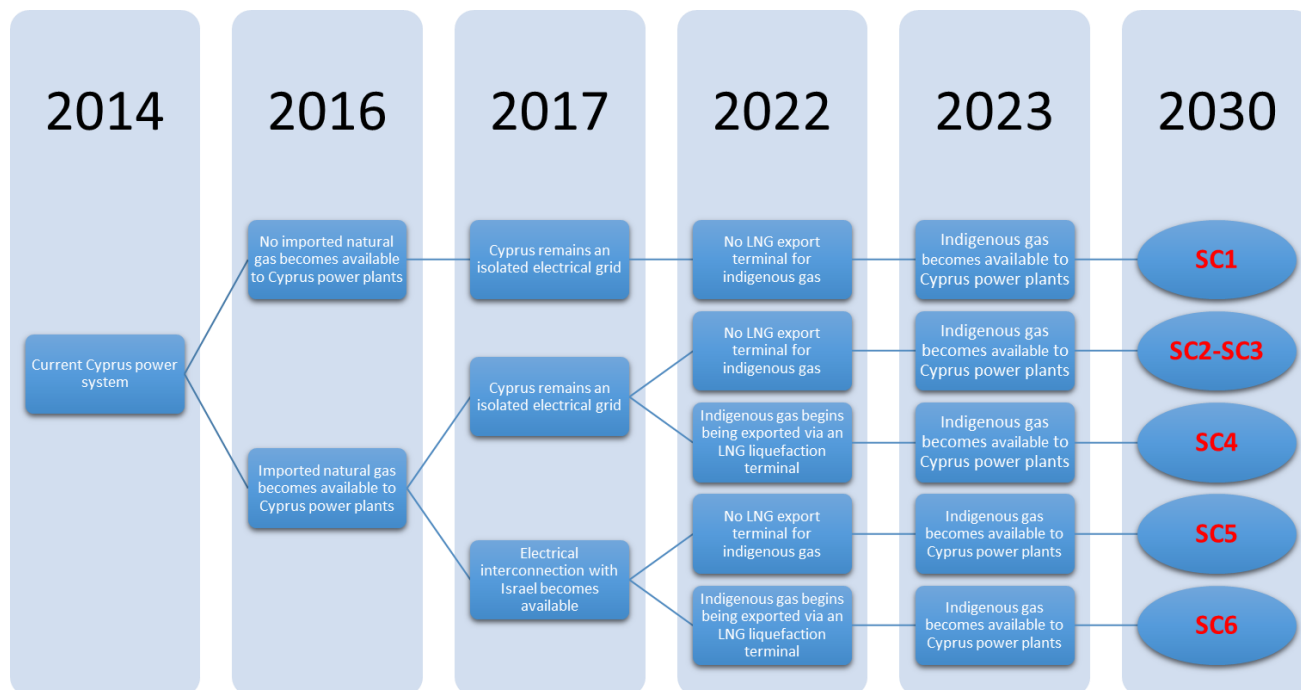 2014
2016
2017
2022
2023
2030
No imported natural
gas becomes available
to Cyprus power plants
Cyprus remains an
isolated electrical grid
No LNG export
terminal for
indigenous gas
Indigenous gas
becomes available to
Cyprus power plants
SC1
Current Cyprus power
system
Cyprus remains an
isolated electrical grid
No LNG export
terminal for
indigenous gas
Indigenous gas
becomes available to
Cyprus power plants
SC2-SC3
Indigenous gas begins
being exported via an
LNG liquefaction
terminal
Indigenous gas
becomes available to
Cyprus power plants
SC4
Imported natural gas
becomes available to
Cyprus power plants
Electrical
interconnection with
Israel becomes
available
No LNG export
terminal for
indigenous gas
Indigenous gas
becomes available to
Cyprus power plants
SC5
Indigenous gas begins
being exported via an
LNG liquefaction
terminal
Indigenous gas
becomes available to
Cyprus power plants
SC6